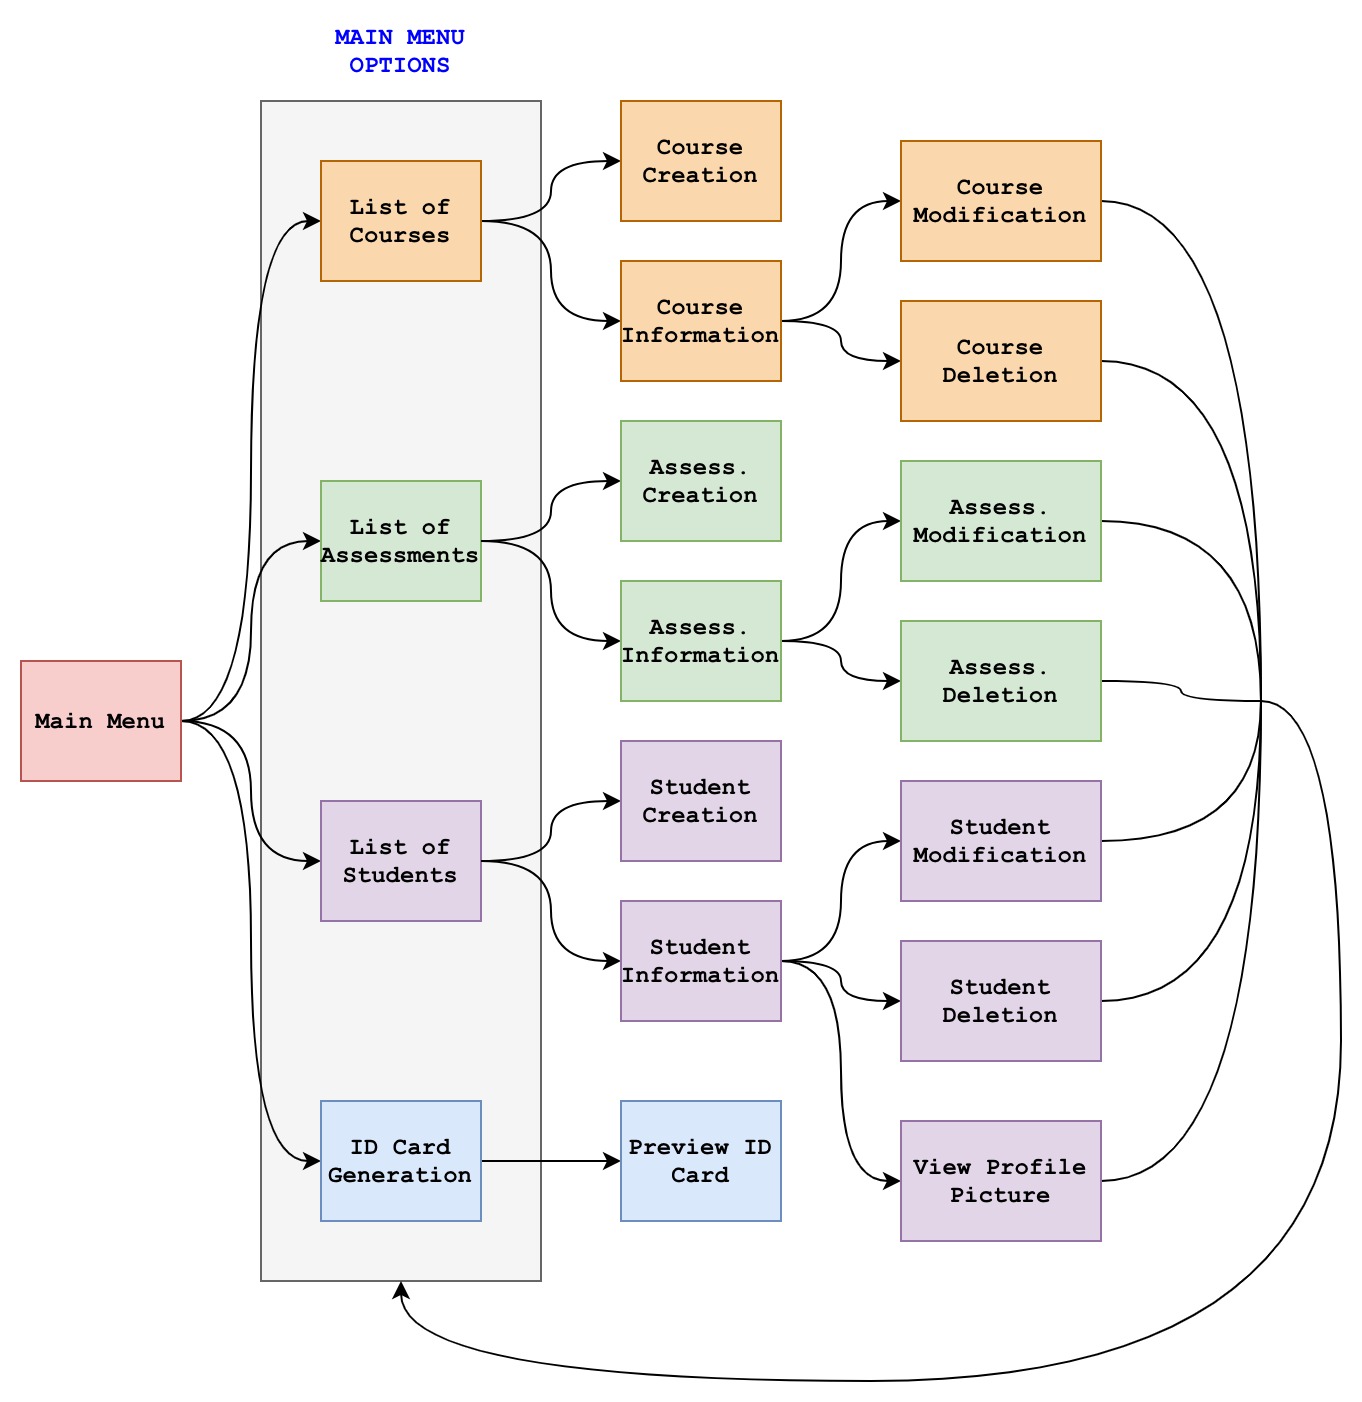 MAIN MENU
OPTIONS
Main Menu
List of
Courses
List of
Assessments
List of
Students
ID Card
Generation
Course
Creation
Course
Information
Assess.
Creation
Assess.
Information
Student
Creation
Student
Information
Preview ID
Card
Course
Modification
Course
Deletion
Assess.
Modification
Assess.
Deletion
Student
Modification
Student
Deletion
View Profile
Picture